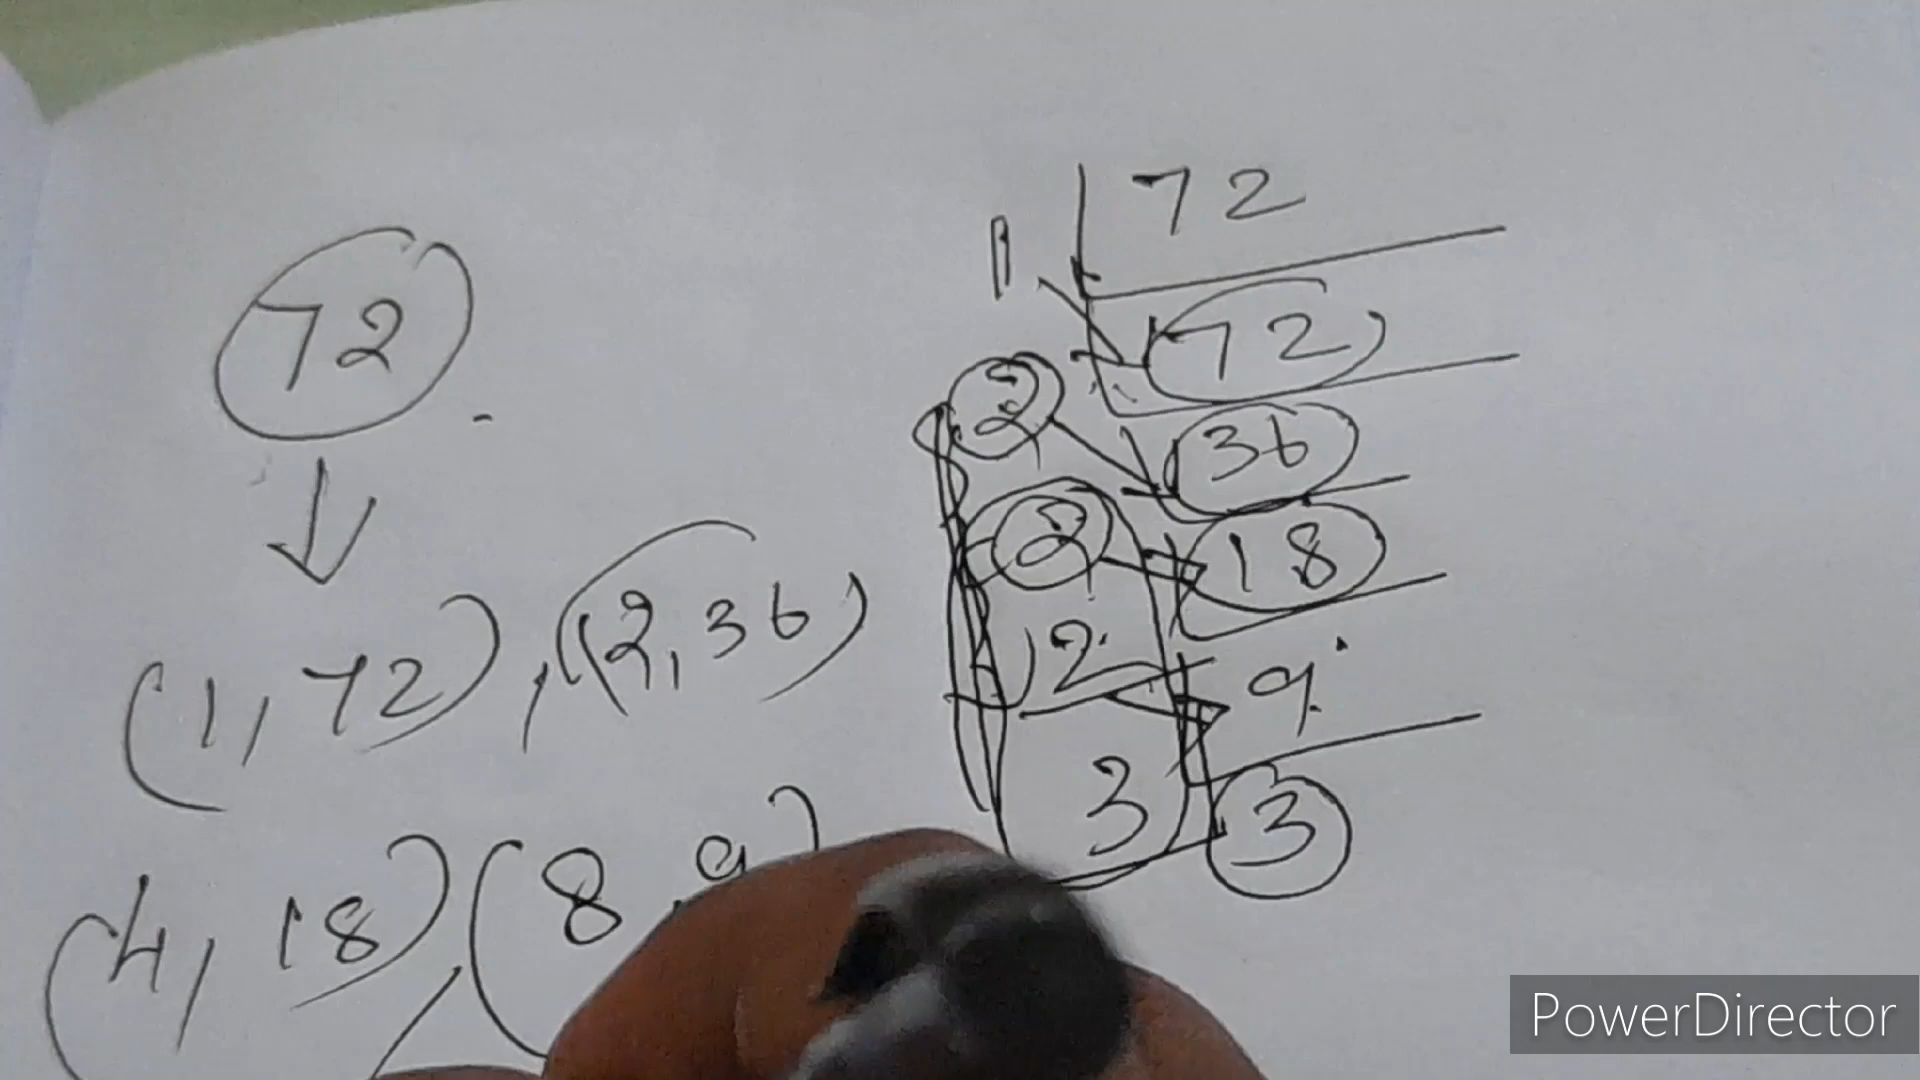 72
(1, 72), (2, 36)
(4, 18), (8, 9)
72
1 72
2 36
2 18
2 9
3 3
PowerDirector